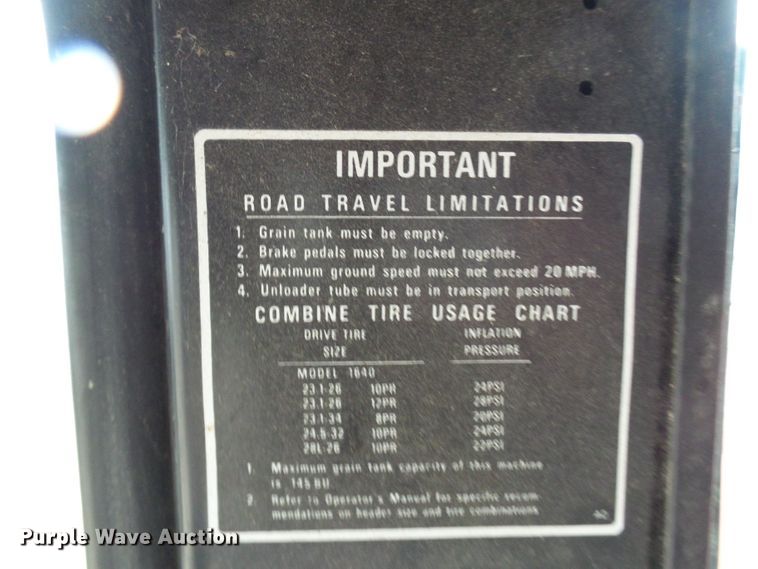 IMPORTANT
ROAD TRAVEL LIMITATIONS
1. Grain tank must be empty.
2. Brake pedals must be locked together.
3. Maximum ground speed must not exceed 20 MPH.
4. Unloader tube must be in transport position.
COMBINE TIRE USAGE CHART
DRIVE TIRE INFLATION
SIZE PRESSURE
MODEL 1640
23.1-26 10PR 24PSI
23.1-26 12PR 28PSI
23.1-34 8PR 20PSI
24.5-32 10PR 24PSI
28L-26 10PR 22PSI
1. Maximum grain tank capacity of this machine
is 145 BU.
2. Refer to Operator's Manual for specific recom-
mendations on header size and tire combinations
Purple Wave Auction